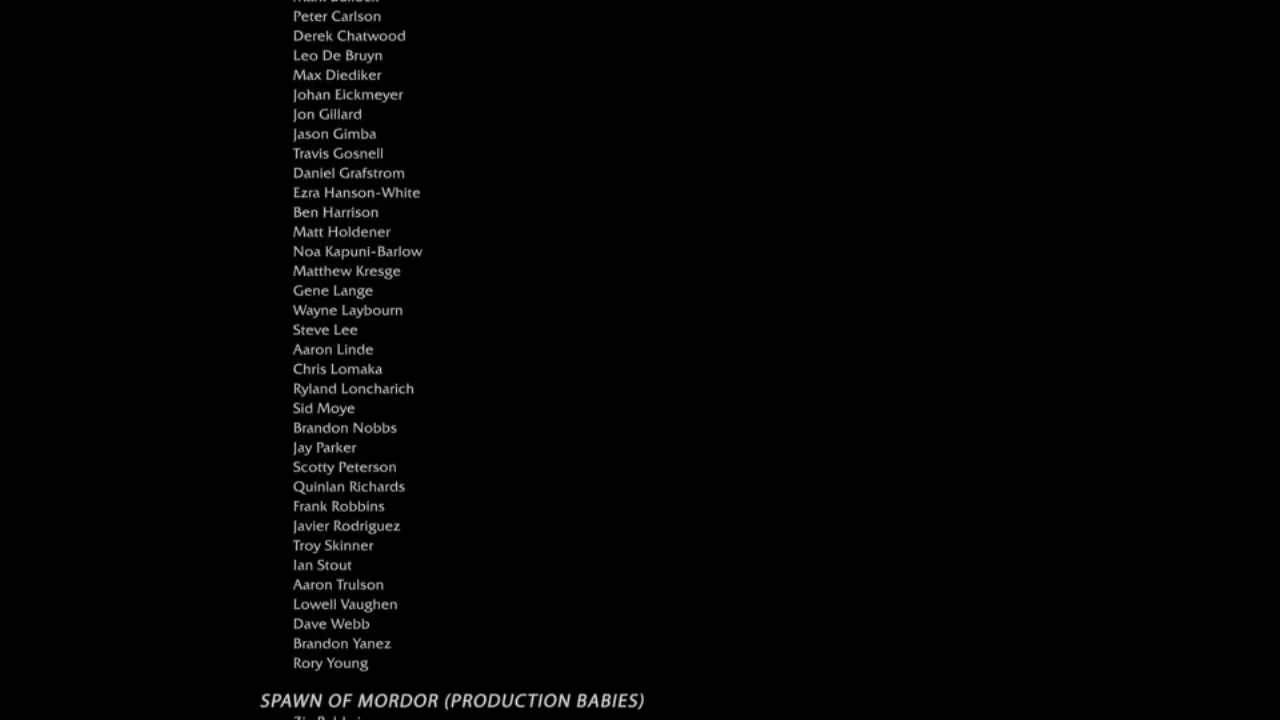 Peter Carlson
Derek Chatwood
Leo De Bruyn
Max Diediker
Johan Eickmeyer
Jon Gillard
Jason Gimba
Travis Gosnell
Daniel Grafstrom
Ezra Hanson-White
Ben Harrison
Matt Holdener
Noa Kapuni-Barlow
Matthew Kresge
Gene Lange
Wayne Laybourn
Steve Lee
Aaron Linde
Chris Lomaka
Ryland Loncharich
Sid Moye
Brandon Nobbs
Jay Parker
Scotty Peterson
Quinlan Richards
Frank Robbins
Javier Rodriguez
Troy Skinner
Ian Stout
Aaron Trulson
Lowell Vaughen
Dave Webb
Brandon Yanez
Rory Young
SPAWN OF MORDOR (PRODUCTION BABIES)